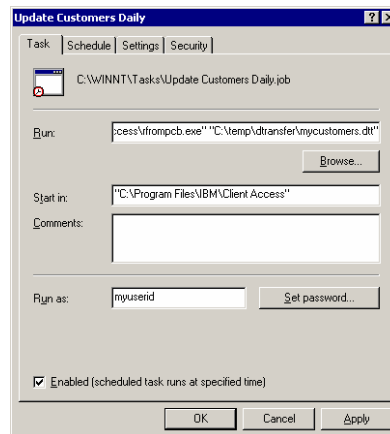 Update Customers Daily
Task Schedule Settings Security
C:\WINNT\Tasks\Update Customers Daily.job
Run: ccess\rfrompcb.exe" "C:\temp\dtransfer\mycustomers.dtt"
Browse...
Start in: "C:\Program Files\IBM\Client Access"
Comments:
Run as: myuserid Set password...
Enabled (scheduled task runs at specified time)
OK Cancel Apply